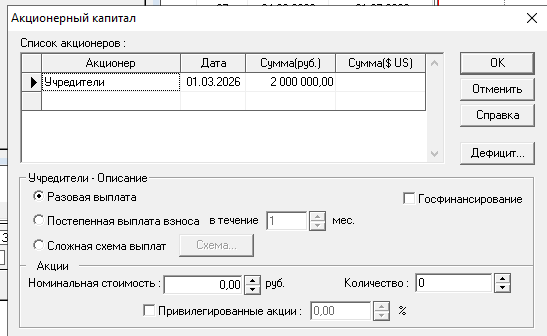 Акционерный капитал
Список акционеров :
Акционер Дата Сумма(руб.) Сумма($ US)
Учредители 01.03.2026 2 000 000,00
OK
Отменить
Справка
Дефицит...
Учредители - Описание
Разовая выплата
Госфинансирование
Постепенная выплата взноса в течение 1 мес.
Сложная схема выплат Схема...
Акции
Номинальная стоимость : 0,00 руб. Количество : 0
Привилегированные акции : 0,00 %